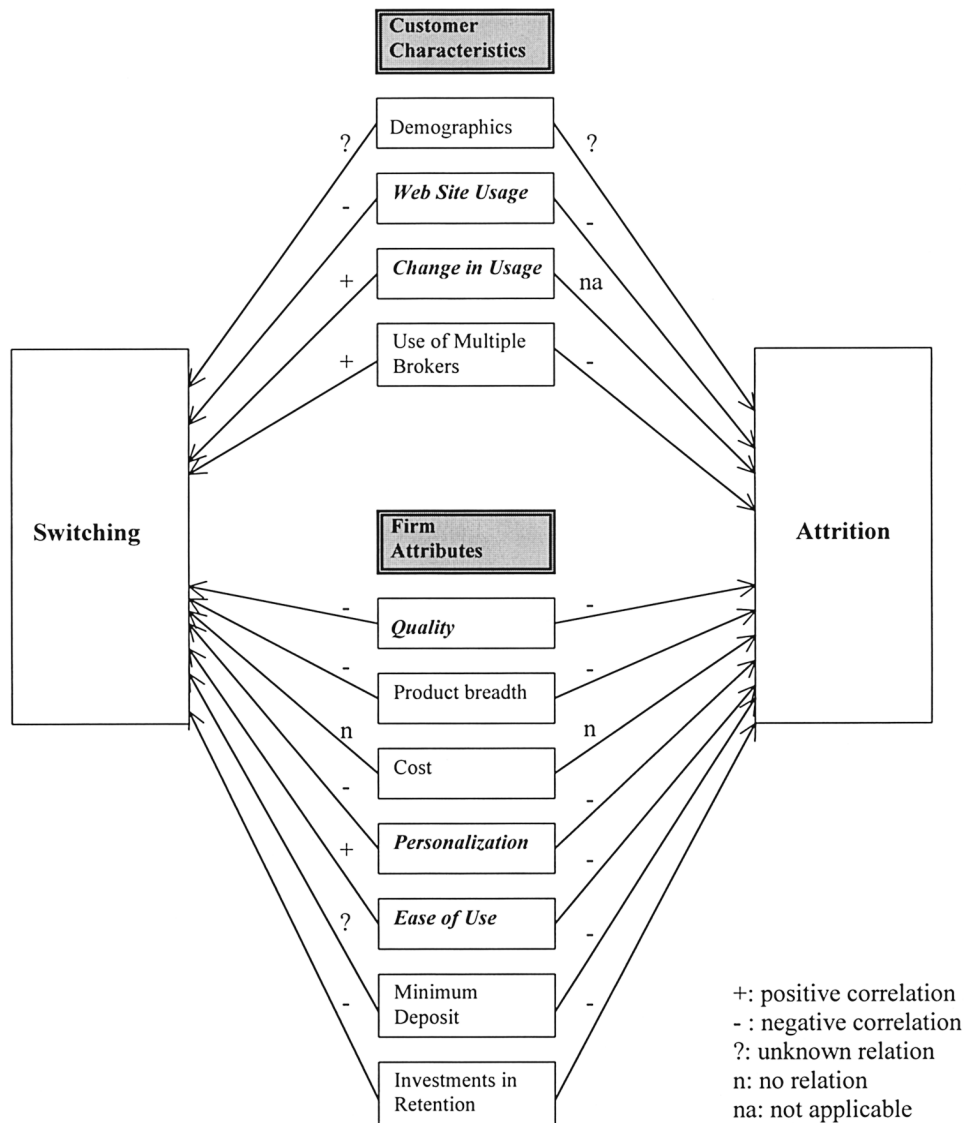 Customer
Characteristics
Demographics
?
?
Web Site Usage
-
-
Change in Usage
+
na
Use of Multiple
Brokers
+
-
Switching
Attrition
Firm
Attributes
-
-
Quality
-
-
Product breadth
n
n
Cost
-
-
Personalization
+
-
Ease of Use
?
-
Minimum
Deposit
-
-
Investments in
Retention
+: positive correlation
- : negative correlation
?: unknown relation
n: no relation
na: not applicable